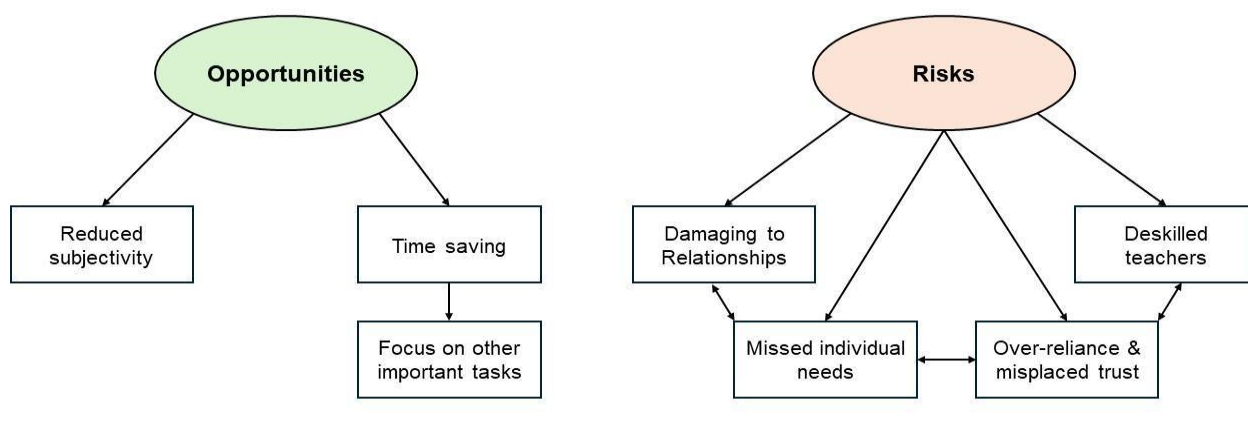 Opportunities
Risks
Reduced
subjectivity
Time saving
Damaging to
Relationships
Deskilled
teachers
Focus on other
important tasks
Missed individual
needs
Over-reliance &
misplaced trust